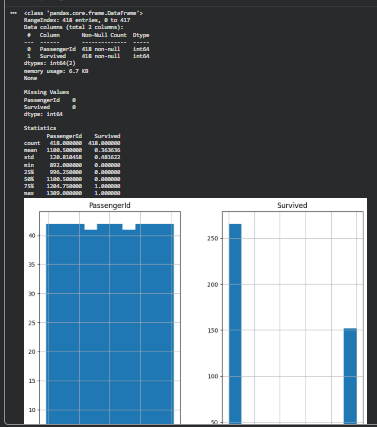 <class 'pandas.core.frame.DataFrame'>
RangeIndex: 418 entries, 0 to 417
Data columns (total 2 columns):
# Column Non-Null Count Dtype
--- ------ -------------- -----
0 PassengerId 418 non-null int64
1 Survived 418 non-null int64
dtypes: int64(2)
memory usage: 6.7 KB
None
Missing Values
PassengerId 0
Survived 0
dtype: int64
Statistics
PassengerId Survived
count 418.000000 418.000000
mean 1100.500000 0.363636
std 120.810458 0.481622
min 892.000000 0.000000
25% 996.250000 0.000000
50% 1100.500000 0.000000
75% 1204.750000 1.000000
max 1309.000000 1.000000
PassengerId Survived
40
35
30
25
20
15
10
250
200
150
100
50